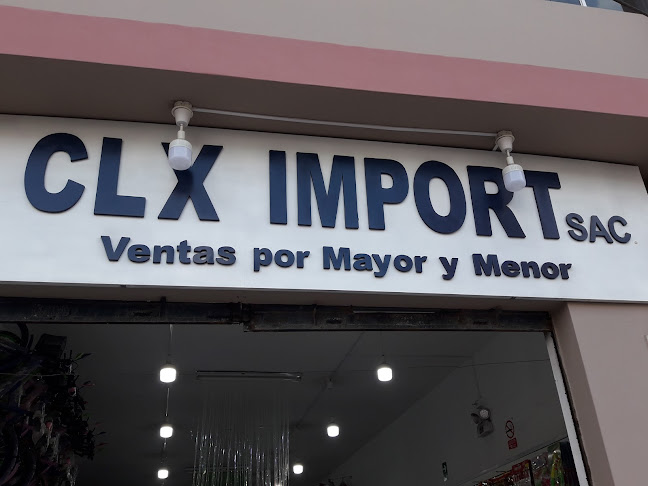 CLX IMPORT SAC
Ventas por Mayor y Menor